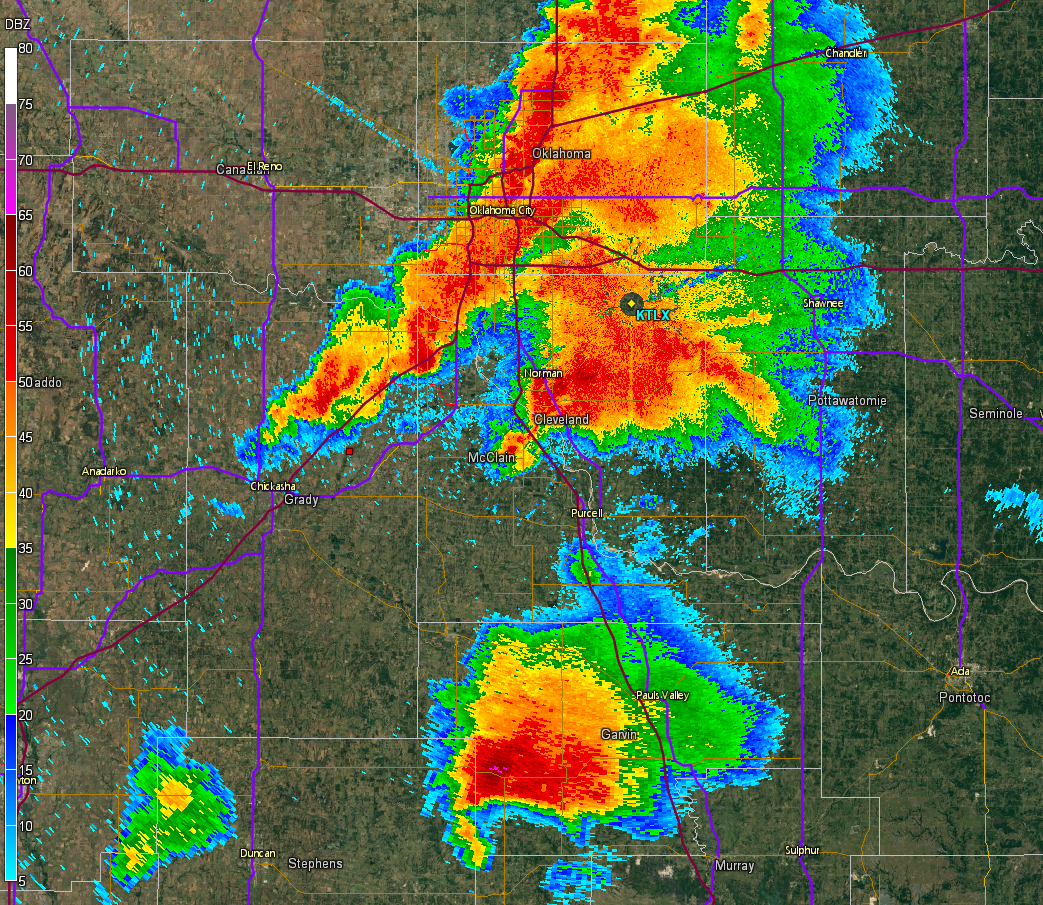 DBZ
80
Chandler
75
Oklahoma
70
Canadian
El Reno
Oklahoma City
65
60
KTLX
Shawnee
55
Norman
50
addo
Pottawatomie
Cleveland
Seminole
45
McClain
Anadarko
Chickasha
40
Grady
Purcell
35
30
25
Ada
Pauls Valley
Pontotoc
20
Garvin
15
ton
10
Duncan
Stephens
Sulphur
Murray
5